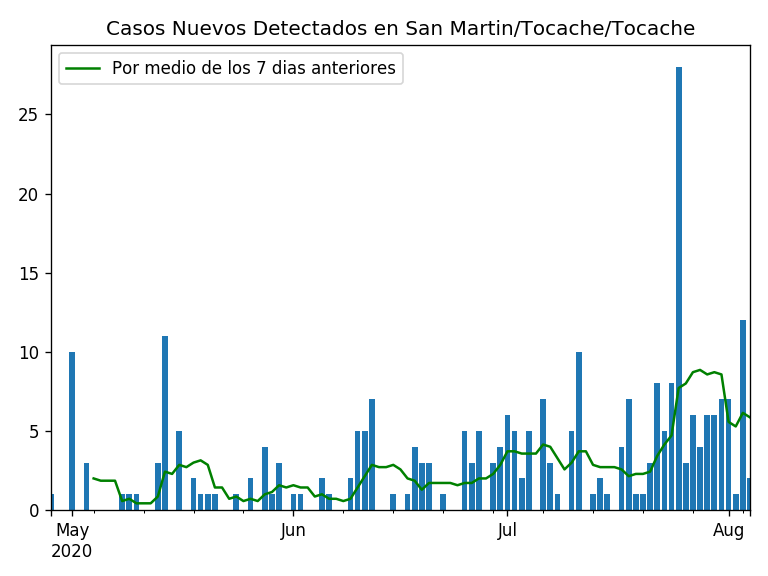 Casos Nuevos Detectados en San Martin/Tocache/Tocache
Por medio de los 7 dias anteriores
25
20
15
10
5
0
May
2020
Jun
Jul
Aug